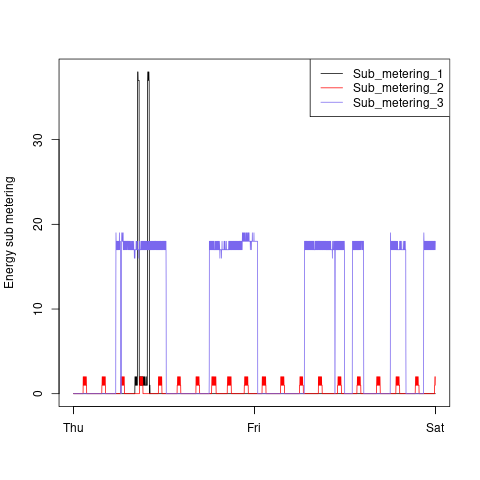 Sub_metering_1
Sub_metering_2
Sub_metering_3
Energy sub metering
30
20
10
0
Thu Fri Sat